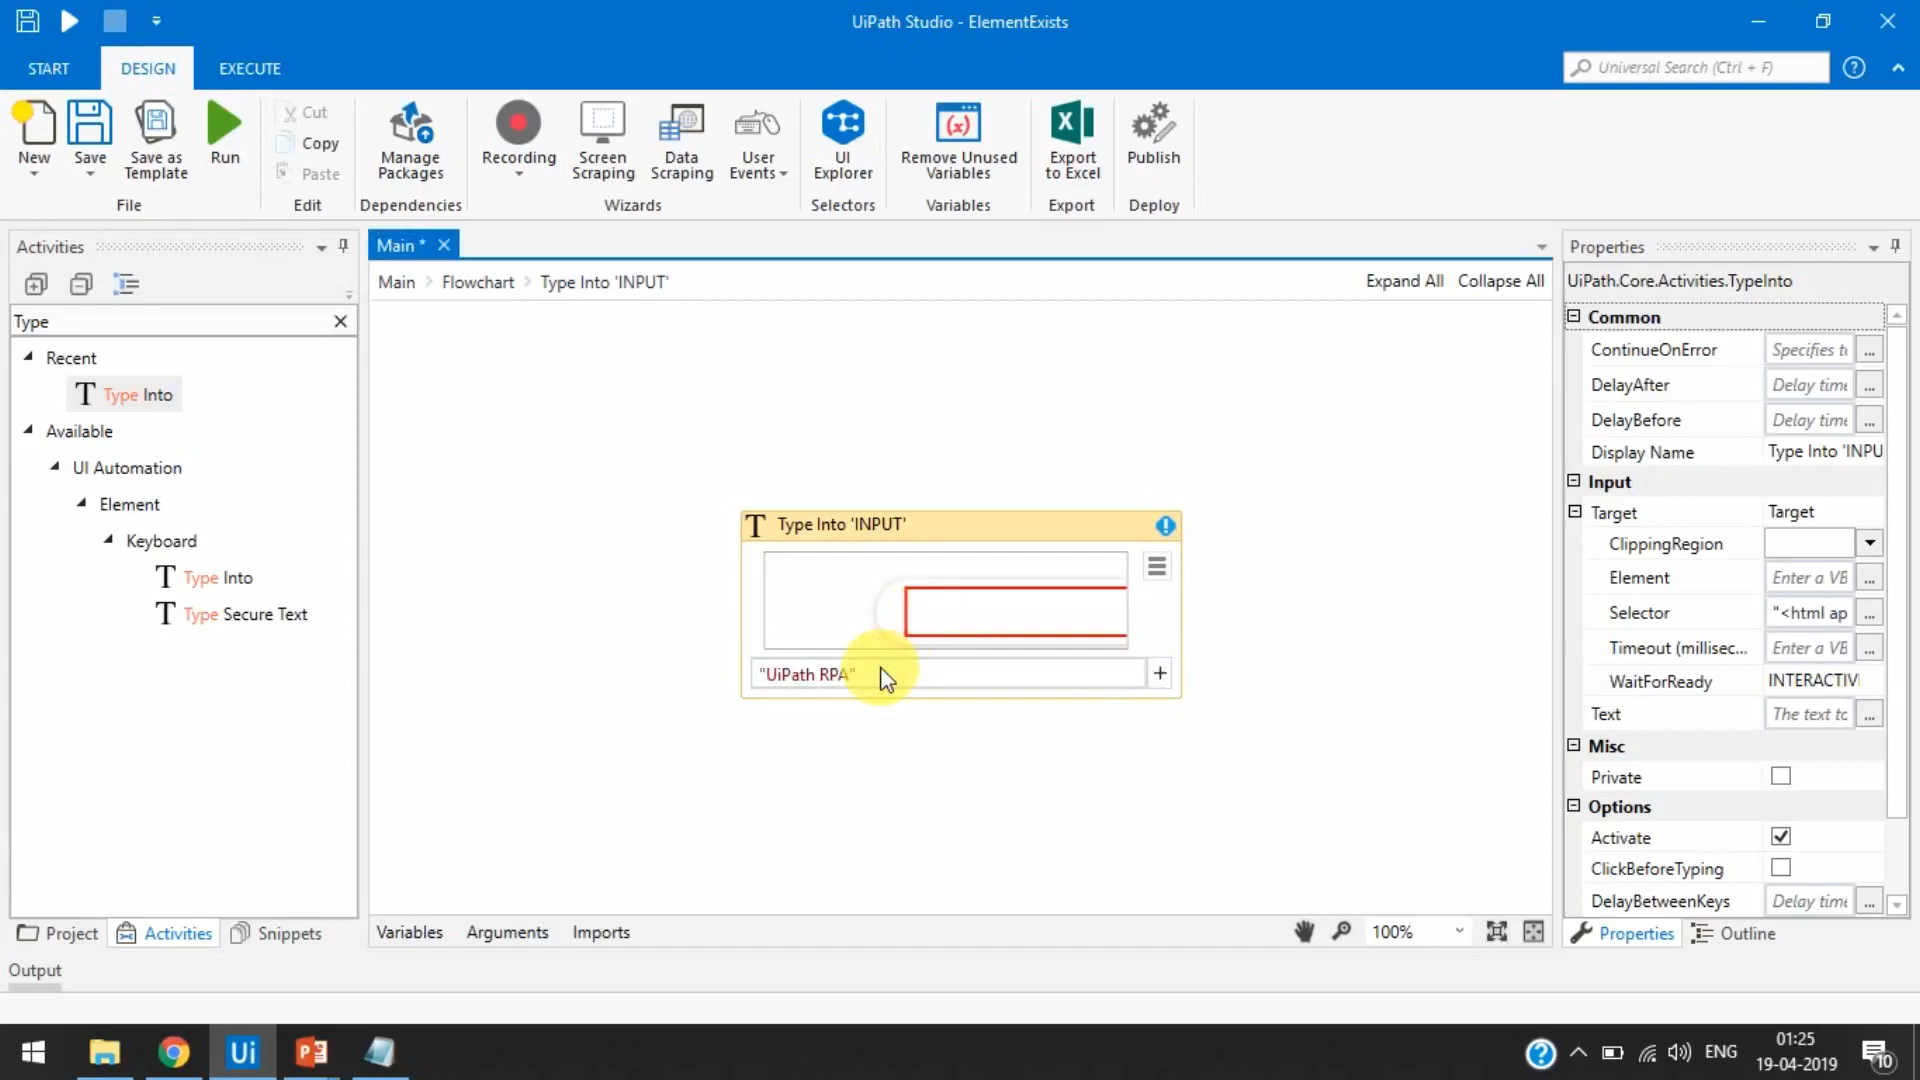 UiPath Studio - ElementExists
START DESIGN EXECUTE
Universal Search (Ctrl + F)
New
Save
Save as Template
Run
Cut
Copy
Paste
Manage Packages
Recording
Screen Scraping
Data Scraping
User Events
UI Explorer
Remove Unused Variables
Export to Excel
Publish
File Edit Dependencies Wizards Selectors Variables Export Deploy
Activities
Type
Recent
Type Into
Available
UI Automation
Element
Keyboard
Type Into
Type Secure Text
Project Activities Snippets
Main *
Main Flowchart Type Into 'INPUT'
Expand All Collapse All
T Type Into 'INPUT'
"UiPath RPA"
+
Variables Arguments Imports
100%
Properties
UiPath.Core.Activities.TypeInto
Common
ContinueOnError Specifies t ...
DelayAfter Delay time ...
DelayBefore Delay time ...
Display Name Type Into 'INPU
Input
Target Target
ClippingRegion
Element Enter a VB ...
Selector "<html ap ...
Timeout (millisec... Enter a VB ...
WaitForReady INTERACTIV
Text The text to ...
Misc
Private
Options
Activate
ClickBeforeTyping
DelayBetweenKeys Delay time ...
Properties Outline
Output
Ui
ENG
01:25
19-04-2019
10